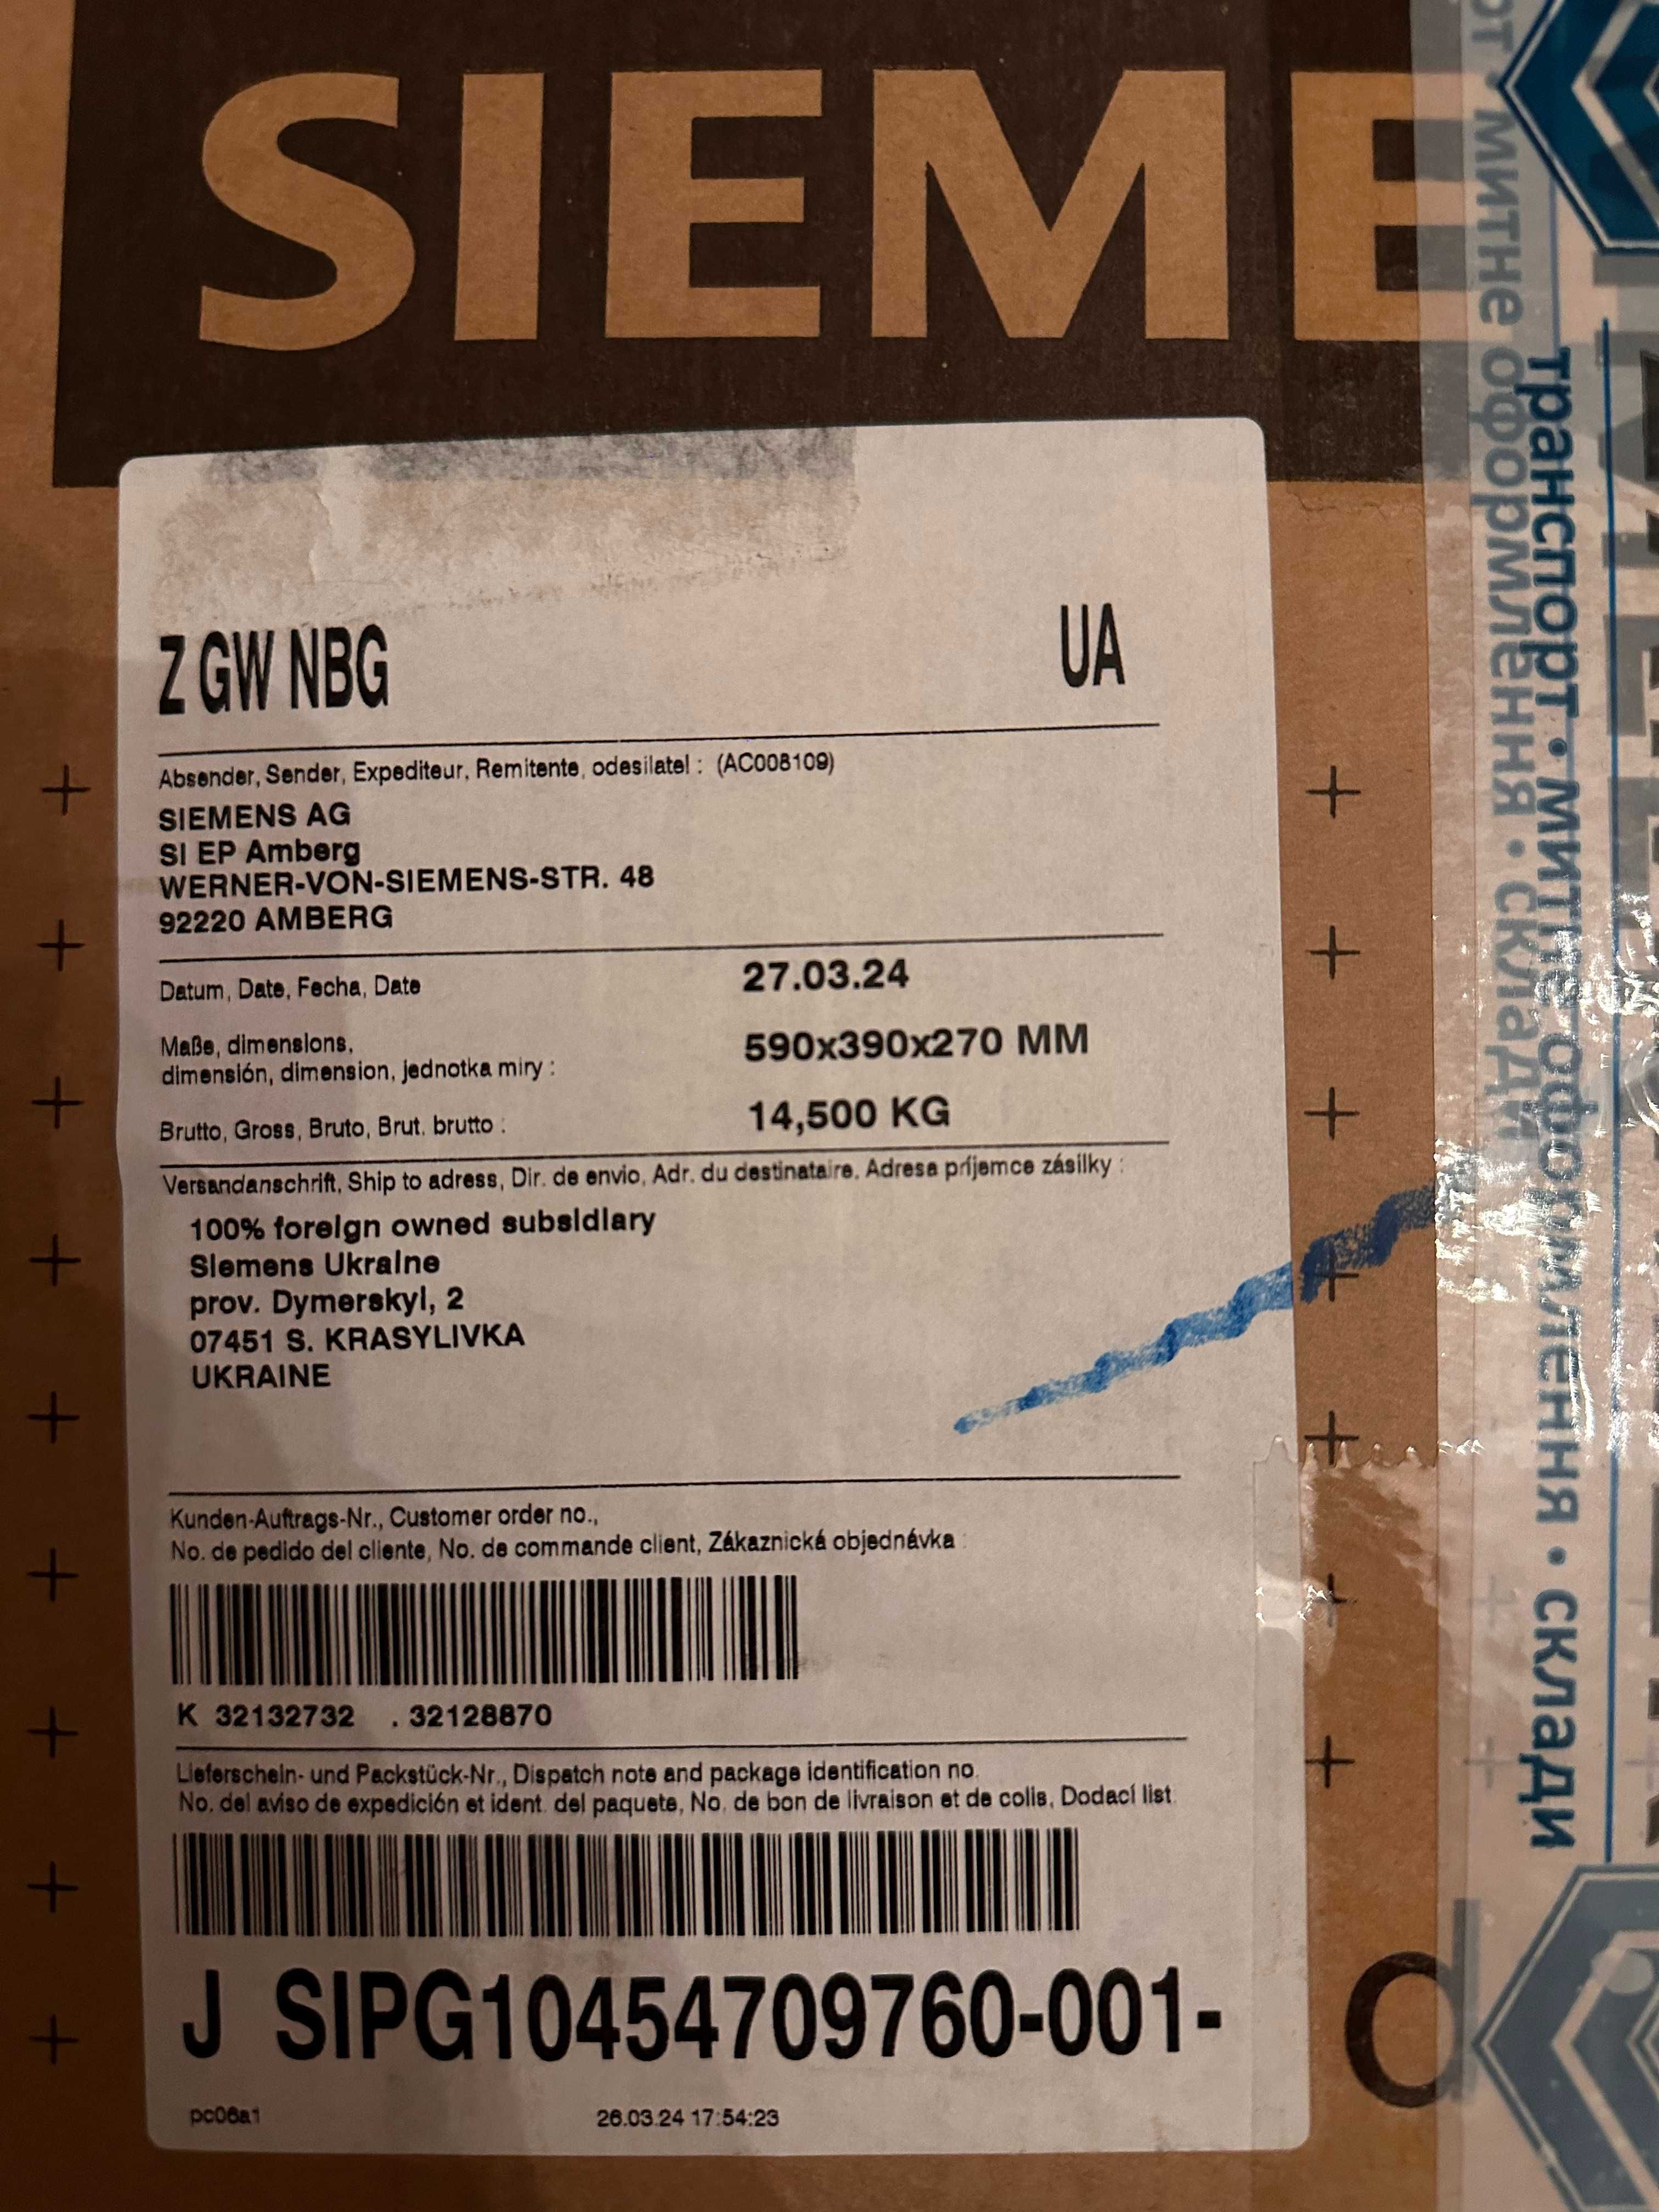 SIEME
Z GW NBG UA
Absender, Sender, Expediteur, Remitente, odesilatel : (AC008109)
SIEMENS AG
SI EP Amberg
WERNER-VON-SIEMENS-STR. 48
92220 AMBERG
Datum, Date, Fecha, Date 27.03.24
Maße, dimensions,
dimensión, dimension, jednotka miry : 590x390x270 MM
Brutto, Gross, Bruto, Brut, brutto : 14,500 KG
Versandanschrift, Ship to adress, Dir. de envio, Adr. du destinataire, Adresa príjemce zásilky :
100% foreign owned subsidiary
Siemens Ukraine
prov. Dymerskyi, 2
07451 S. KRASYLIVKA
UKRAINE
Kunden-Auftrags-Nr., Customer order no.,
No. de pedido del cliente, No. de commande client, Zákaznická objednávka :
K 32132732 . 32128870
Lieferschein- und Packstück-Nr., Dispatch note and package identification no.
No. del aviso de expedición et ident. del paquete, No. de bon de livraison et de colis, Dodací list
J SIPG10454709760-001-
pc06a1 26.03.24 17:54:23
транспорт • митне оформлення • склади
митне оформлення • склади